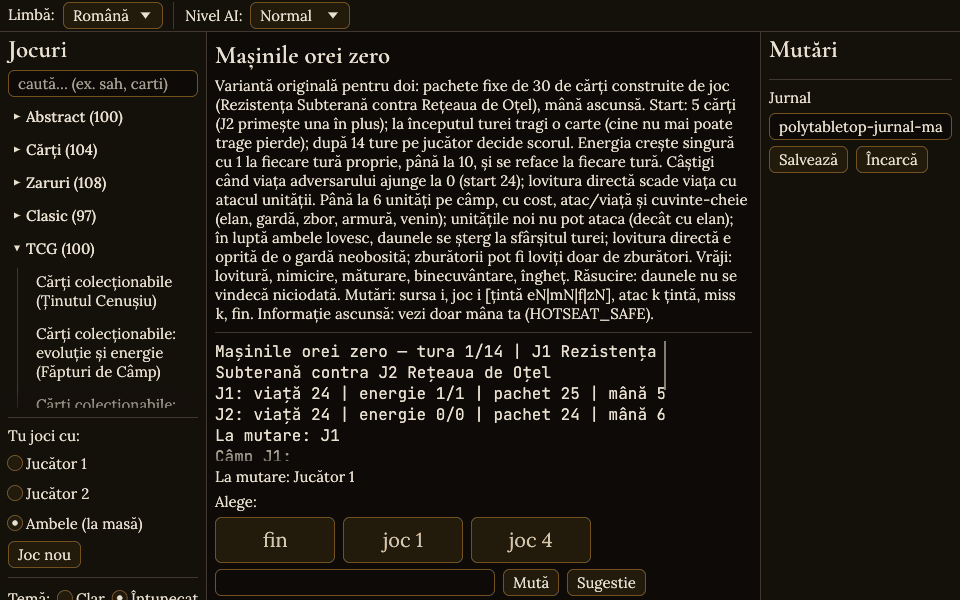 Limbă:
Română
Nivel AI:
Normal
Jocuri
caută... (ex. sah, carti)
Abstract (100)
Cărți (104)
Zaruri (108)
Clasic (97)
TCG (100)
Cărți colecționabile
(Ținutul Cenușiu)
Cărți colecționabile:
evoluție și energie
(Făpturi de Câmp)
Cărți colecționabile:
Tu joci cu:
Jucător 1
Jucător 2
Ambele (la masă)
Joc nou
Temă:
Clar
Întunecat
Mașinile orei zero
Variantă originală pentru doi: pachete fixe de 30 de cărți construite de joc
(Rezistența Subterană contra Rețeaua de Oțel), mână ascunsă. Start: 5 cărți
(J2 primește una în plus); la începutul turei tragi o carte (cine nu mai poate
trage pierde); după 14 ture pe jucător decide scorul. Energia crește singură
cu 1 la fiecare tură proprie, până la 10, și se reface la fiecare tură. Câștigi
când viața adversarului ajunge la 0 (start 24); lovitura directă scade viața cu
atacul unității. Până la 6 unități pe câmp, cu cost, atac/viață și cuvinte-cheie
(elan, gardă, zbor, armură, venin); unitățile noi nu pot ataca (decât cu elan);
în luptă ambele lovesc, daunele se șterg la sfârșitul turei; lovitura directă e
oprită de o gardă neobosită; zburătorii pot fi loviți doar de zburători. Vrăji:
lovitură, nimicire, măturare, binecuvântare, îngheț. Răsucire: daunele nu se
vindecă niciodată. Mutări: sursa i, joc i [țintă eN|mN|f|zN], atac k țintă, miss
k, fin. Informație ascunsă: vezi doar mâna ta (HOTSEAT_SAFE).
Mașinile orei zero — tura 1/14 | J1 Rezistența
Subterană contra J2 Rețeaua de Oțel
J1: viață 24 | energie 1/1 | pachet 25 | mână 5
J2: viață 24 | energie 0/0 | pachet 24 | mână 6
La mutare: J1
Câmp J1:
La mutare: Jucător 1
Alege:
fin
joc 1
joc 4
Mută
Sugestie
Mutări
Jurnal
polytabletop-jurnal-ma
Salvează
Încarcă